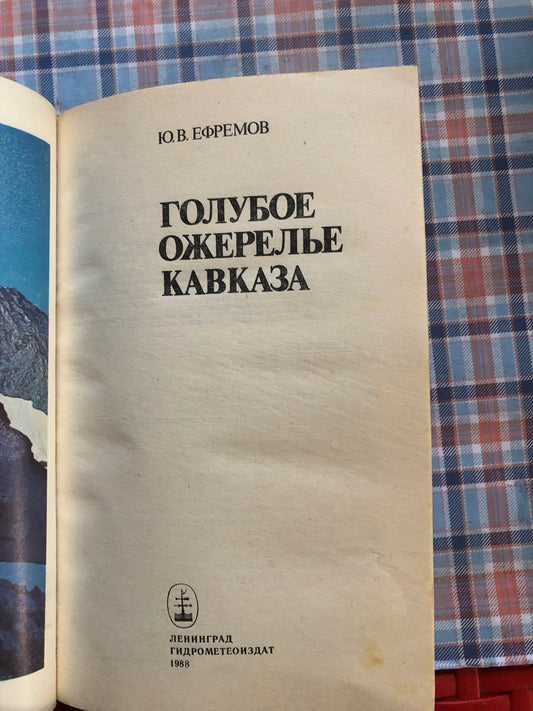 Ю. В. ЕФРЕМОВ
ГОЛУБОЕ
ОЖЕРЕЛЬЕ
КАВКАЗА
ЛЕНИНГРАД
ГИДРОМЕТЕОИЗДАТ
1988